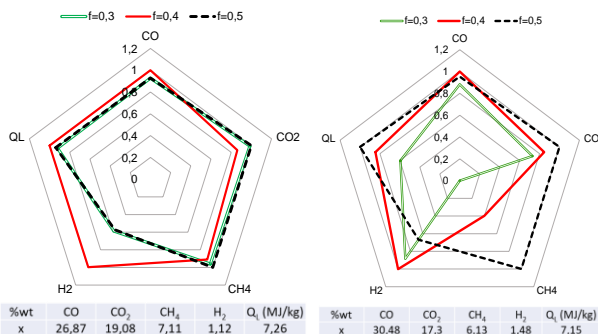 f=0,3 f=0,4 f=0,5
CO
1,2
1
0,8
0,6
0,4
0,2
0
CO2
CH4
H2
QL
%wt CO CO₂ CH₄ H₂ Qᵢ (MJ/kg)
x 26,87 19,08 7,11 1,12 7,26
f=0,3 f=0,4 f=0,5
CO
1,2
1
0,8
0,6
0,4
0,2
0
CO
CH4
H2
QL
%wt CO CO₂ CH₄ H₂ Qᵢ (MJ/kg)
x 30,48 17,3 6,13 1,48 7,15